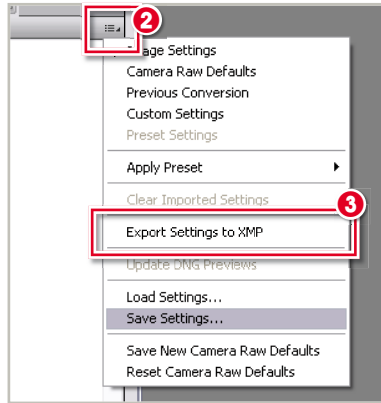 2
age Settings
Camera Raw Defaults
Previous Conversion
Custom Settings
Preset Settings
Apply Preset
Clear Imported Settings
3
Export Settings to XMP
Update DNG Previews
Load Settings...
Save Settings...
Save New Camera Raw Defaults
Reset Camera Raw Defaults